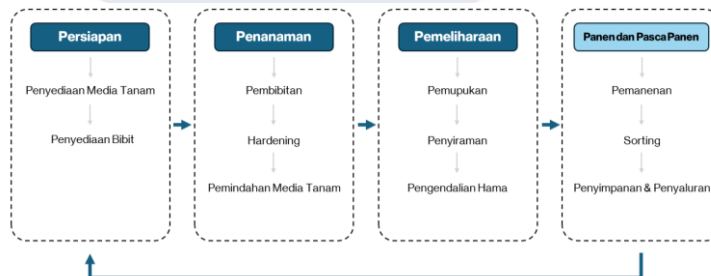 Persiapan
Penyediaan Media Tanam
Penyediaan Bibit
Penanaman
Pembibitan
Hardening
Pemindahan Media Tanam
Pemeliharaan
Pemupukan
Penyiraman
Pengendalian Hama
Panen dan Pasca Panen
Pemanenan
Sorting
Penyimpanan & Penyaluran